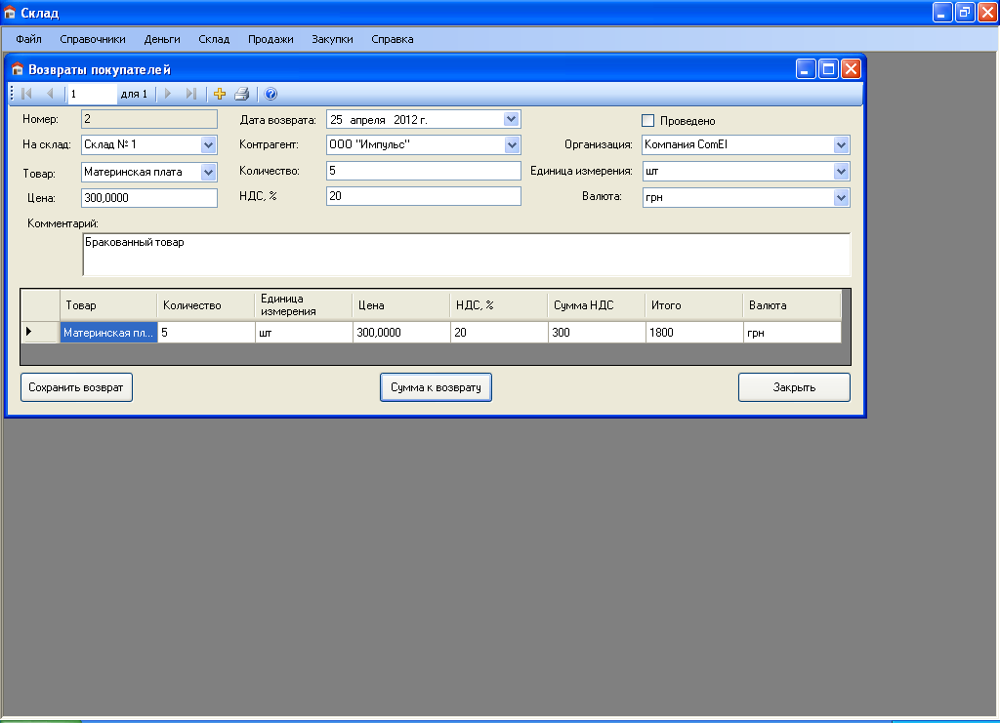 Склад
Файл Справочники Деньги Склад Продажи Закупки Справка
Возвраты покупателей
1 для 1
Номер: 2 Дата возврата: 25 апреля 2012 г. Проведено
На склад: Склад № 1 Контрагент: ООО "Импульс" Организация: Компания ComEl
Товар: Материнская плата Количество: 5 Единица измерения: шт
Цена: 300,0000 НДС, % 20 Валюта: грн
Комментарий:
Бракованный товар
Товар Количество Единица измерения Цена НДС, % Сумма НДС Итого Валюта
Материнская пл... 5 шт 300,0000 20 300 1800 грн
Сохранить возврат Сумма к возврату Закрыть